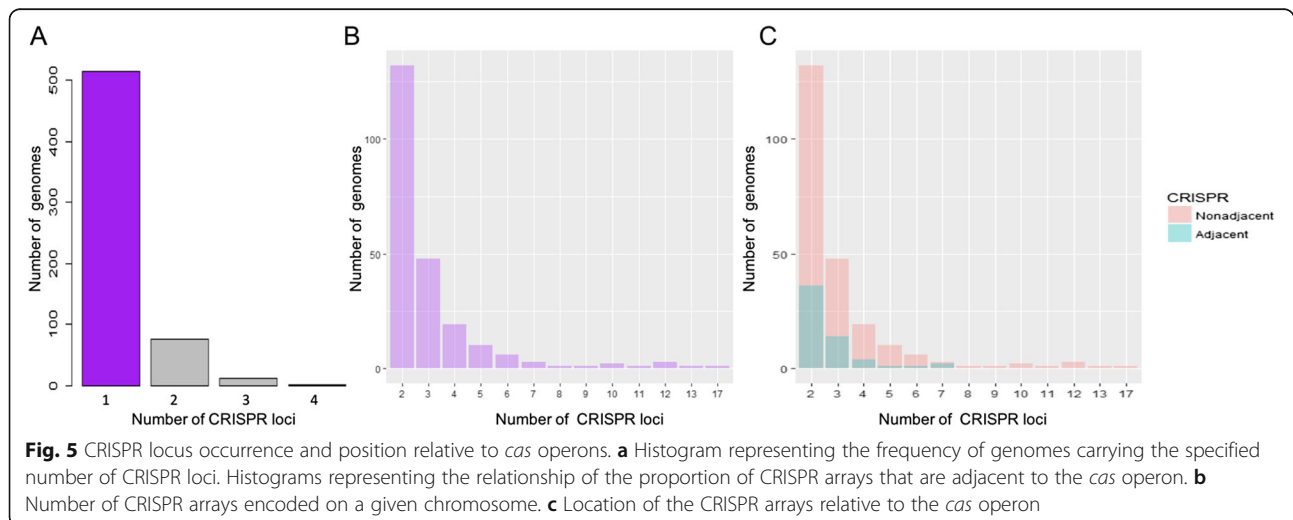 A
B
C
Number of genomes
500
400
300
200
100
0
1 2 3 4
Number of CRISPR loci
Number of genomes
100
50
0
2 3 4 5 6 7 8 9 10 11 12 13 17
Number of CRISPR loci
Number of genomes
100
50
0
2 3 4 5 6 7 8 9 10 11 12 13 17
Number of CRISPR loci
CRISPR
Nonadjacent
Adjacent
Fig. 5 CRISPR locus occurrence and position relative to cas operons. a Histogram representing the frequency of genomes carrying the specified
number of CRISPR loci. Histograms representing the relationship of the proportion of CRISPR arrays that are adjacent to the cas operon. b
Number of CRISPR arrays encoded on a given chromosome. c Location of the CRISPR arrays relative to the cas operon